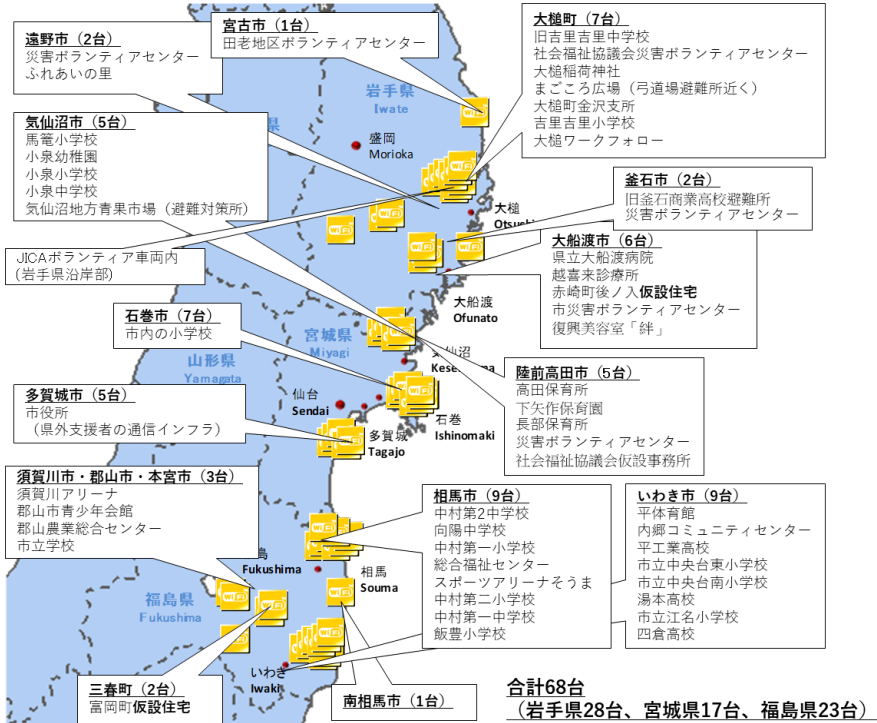 遠野市（2台）
災害ボランティアセンター
ふれあいの里
宮古市（1台）
田老地区ボランティアセンター
大槌町（7台）
旧吉里吉里中学校
社会福祉協議会災害ボランティアセンター
大槌稲荷神社
まごころ広場（弓道場避難所近く）
大槌町金沢支所
吉里吉里小学校
大槌ワークフォロー
気仙沼市（5台）
馬篭小学校
小泉幼稚園
小泉小学校
小泉中学校
気仙沼地方青果市場（避難対策所）
岩手県
Iwate
県
盛岡
Morioka
大槌
釜石市（2台）
旧釜石商業高校避難所
災害ボランティアセンター
JICAボランティア車両内
(岩手県沿岸部)
大船渡市（6台）
県立大船渡病院
越喜来診療所
赤崎町後ノ入仮設住宅
市災害ボランティアセンター
復興美容室「絆」
大船渡
Ofunato
石巻市（7台）
市内の小学校
宮城県
Miyagi
山形県
Yamagata
仙沼
陸前高田市（5台）
高田保育所
下矢作保育園
長部保育所
災害ボランティアセンター
社会福祉協議会仮設事務所
多賀城市（5台）
市役所
（県外支援者の通信インフラ）
仙台
Sendai
石巻
Ishinomaki
多賀城
Tagajo
須賀川市・郡山市・本宮市（3台）
須賀川アリーナ
郡山市青少年会館
郡山農業総合センター
市立学校
島
Fukushima
相馬
Souma
相馬市（9台）
中村第2中学校
向陽中学校
中村第一小学校
総合福祉センター
スポーツアリーナそうま
中村第二小学校
中村第一中学校
飯豊小学校
いわき市（9台）
平体育館
内郷コミュニティセンター
平工業高校
市立中央台東小学校
市立中央台南小学校
湯本高校
市立江名小学校
四倉高校
福島県
Fukushima
いわき
Iwaki
三春町（2台）
富岡町仮設住宅
南相馬市（1台）
合計68台
（岩手県28台、宮城県17台、福島県23台）